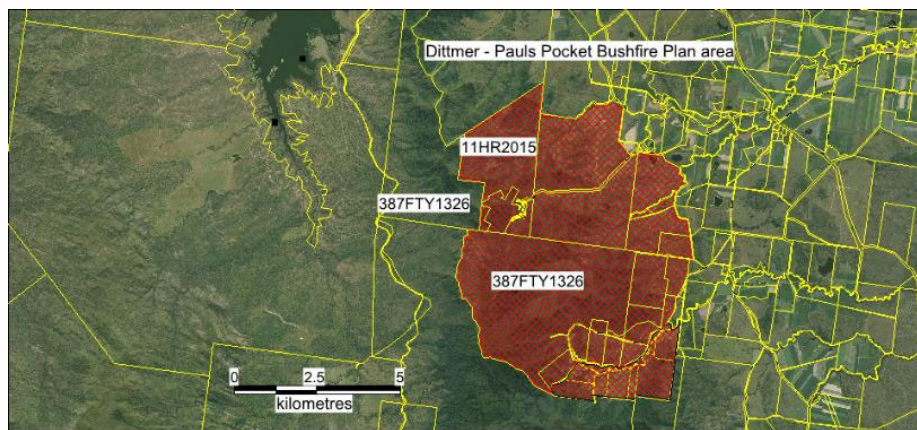 Dittmer - Pauls Pocket Bushfire Plan area
11HR2015
387FTY1326
387FTY1326
0 2.5 5
kilometres